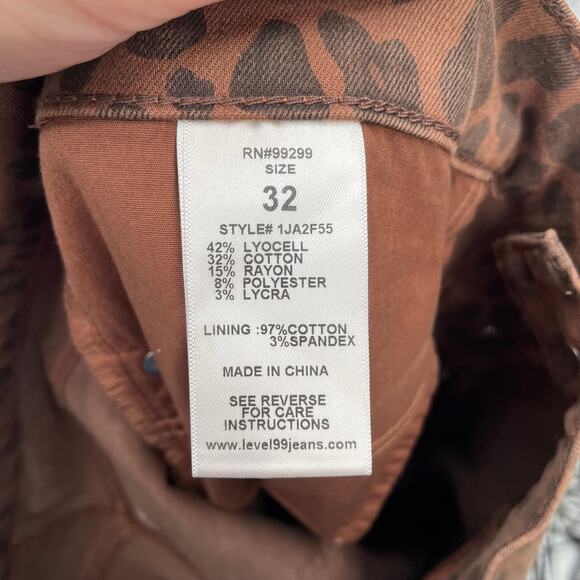 RN#99299
SIZE
32
STYLE# 1JA2F55
42% LYOCELL
32% COTTON
15% RAYON
8% POLYESTER
3% LYCRA
LINING :97%COTTON
3%SPANDEX
MADE IN CHINA
SEE REVERSE
FOR CARE
INSTRUCTIONS
www.level99jeans.com